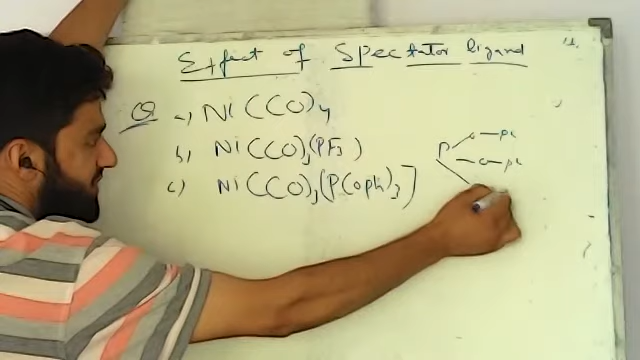 Effect of Spectator ligand
Q a) Ni(CO)4
b) Ni(CO)3(PF3)
c) Ni(CO)3(P(oph)3]
P
o—ph
o—ph